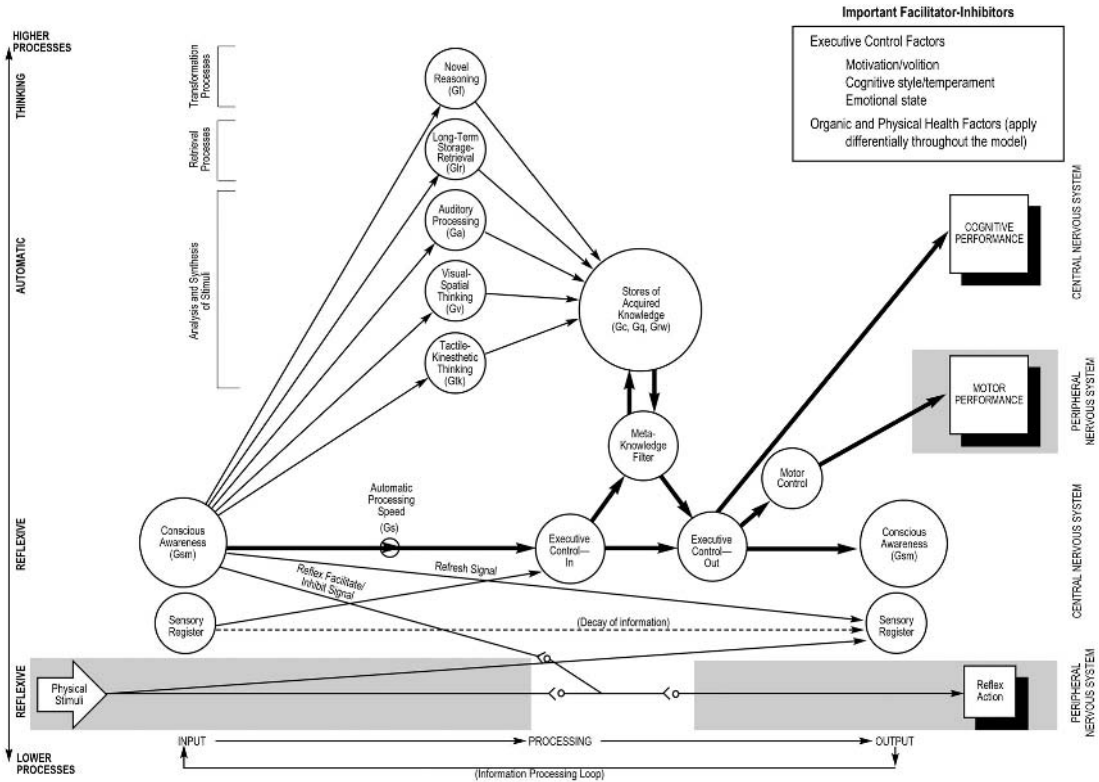 Important Facilitator-Inhibitors
Executive Control Factors
Motivation/volition
Cognitive style/temperament
Emotional state
Organic and Physical Health Factors (apply
differentially throughout the model)
HIGHER
PROCESSES
THINKING
AUTOMATIC
REFLEXIVE
REFLEXIVE
LOWER
PROCESSES
Transformation
Processes
Retrieval
Processes
Analysis and Synthesis
of Stimuli
Novel
Reasoning
(Gf)
Long-Term
Storage-
Retrieval
(Glr)
Auditory
Processing
(Ga)
Visual-
Spatial
Thinking
(Gv)
Tactile-
Kinesthetic
Thinking
(Gtk)
Stores of
Acquired
Knowledge
(Gc, Gq, Grw)
Meta-
Knowledge
Filter
Motor
Control
COGNITIVE
PERFORMANCE
MOTOR
PERFORMANCE
CENTRAL NERVOUS SYSTEM
PERIPHERAL
NERVOUS SYSTEM
CENTRAL NERVOUS SYSTEM
PERIPHERAL
NERVOUS SYSTEM
Conscious
Awareness
(Gsm)
Automatic
Processing
Speed
(Gs)
Executive
Control—
In
Executive
Control—
Out
Conscious
Awareness
(Gsm)
Refresh Signal
Reflex Facilitate/
Inhibit Signal
Sensory
Register
(Decay of information)
Sensory
Register
Physical
Stimuli
Reflex
Action
INPUT
PROCESSING
OUTPUT
(Information Processing Loop)